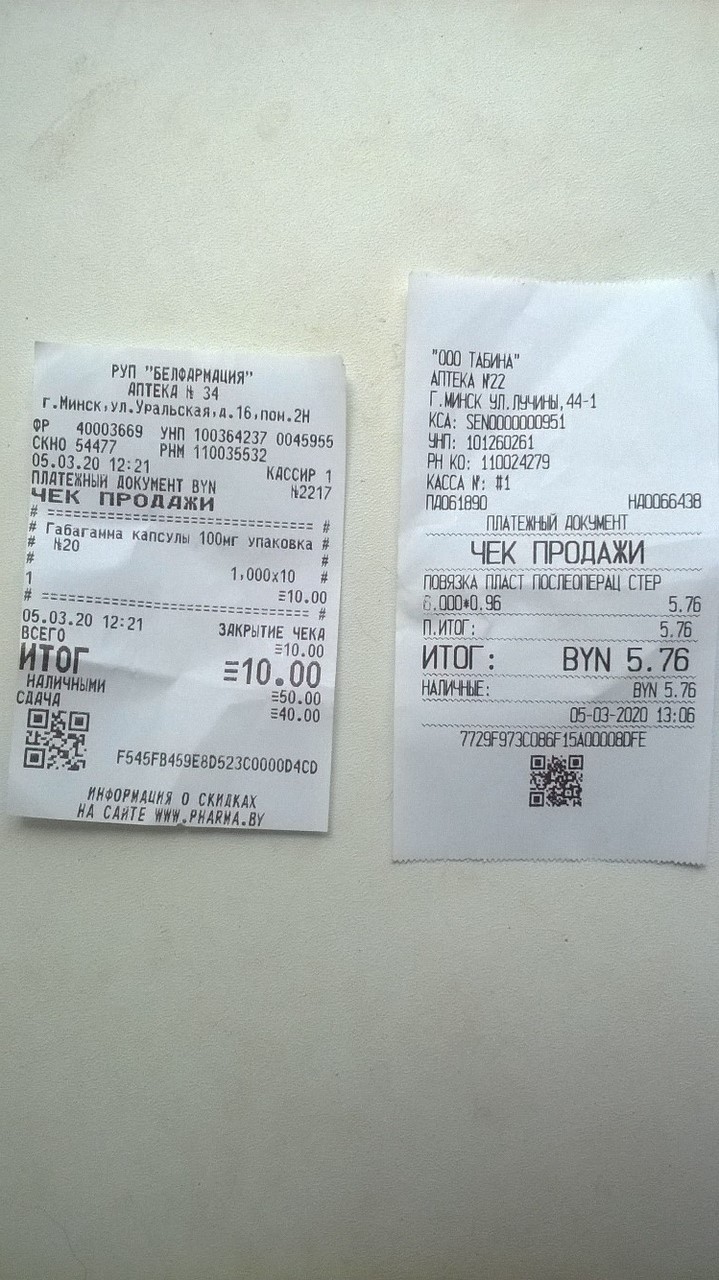 РУП "БЕЛФАРМАЦИЯ"
АПТЕКА № 34
г.Минск,ул.Уральская,д.16,пом.2Н
ФР 40003669 УНП 100364237 0045955
СКНО 54477 РНМ 110035532
05.03.20 12:21 КАССИР 1
ПЛАТЕЖНЫЙ ДОКУМЕНТ BYN №2217
ЧЕК ПРОДАЖИ
# ============================== #
# Габагамма капсулы 100мг упаковка #
# №20 #
# 1,000х10 #
1 ≡10.00
# ============================== #
05.03.20 12:21 ЗАКРЫТИЕ ЧЕКА
ВСЕГО ≡10.00
ИТОГ ≡10.00
НАЛИЧНЫМИ ≡50.00
СДАЧА ≡40.00
F545FB459E8D523C0000D4CD
ИНФОРМАЦИЯ О СКИДКАХ
НА САЙТЕ WWW.PHARMA.BY
"ООО ТАБИНА"
АПТЕКА №22
Г.МИНСК УЛ.ЛУЧИНЫ,44-1
КСА: SEN0000000951
УНП: 101260261
РН КО: 110024279
КАССА №: #1
ПД061890 НД0066438
ПЛАТЕЖНЫЙ ДОКУМЕНТ
ЧЕК ПРОДАЖИ
ПОВЯЗКА ПЛАСТ ПОСЛЕОПЕРАЦ СТЕР
6,000*0.96 5.76
П.ИТОГ: 5.76
ИТОГ: BYN 5.76
НАЛИЧНЫЕ: BYN 5.76
05-03-2020 13:06
7729F973C0B6F15A00008DFE